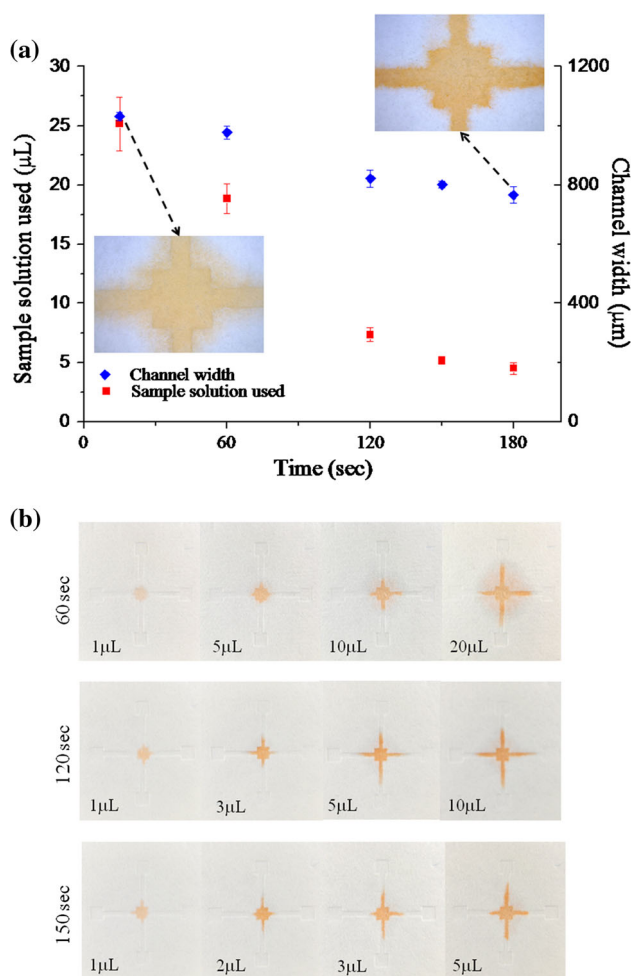 (a)
30
25
20
15
10
5
0
Sample solution used (µL)
1200
800
400
0
Channel width (µm)
Channel width
Sample solution used
0 60 120 180
Time (sec)
(b)
60 sec
1µL 5µL 10µL 20µL
120 sec
1µL 3µL 5µL 10µL
150 sec
1µL 2µL 3µL 5µL